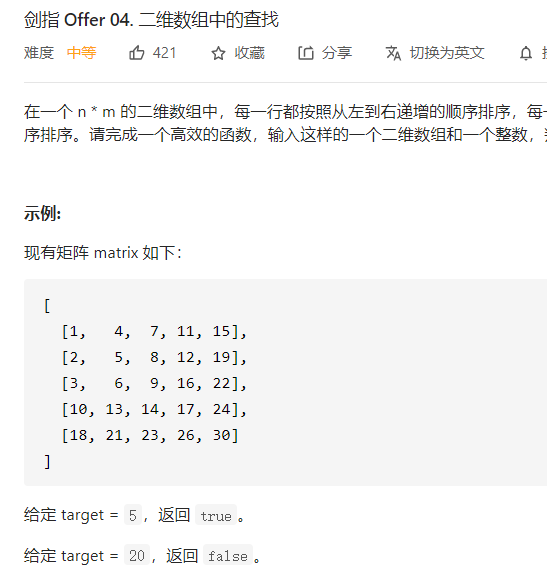 剑指 Offer 04. 二维数组中的查找
难度 中等 421 收藏 分享 切换为英文
在一个 n * m 的二维数组中，每一行都按照从左到右递增的顺序排序，每
序排序。请完成一个高效的函数，输入这样的一个二维数组和一个整数，
示例:
现有矩阵 matrix 如下：
[
[1, 4, 7, 11, 15],
[2, 5, 8, 12, 19],
[3, 6, 9, 16, 22],
[10, 13, 14, 17, 24],
[18, 21, 23, 26, 30]
]
给定 target = 5，返回 true。
给定 target = 20，返回 false。